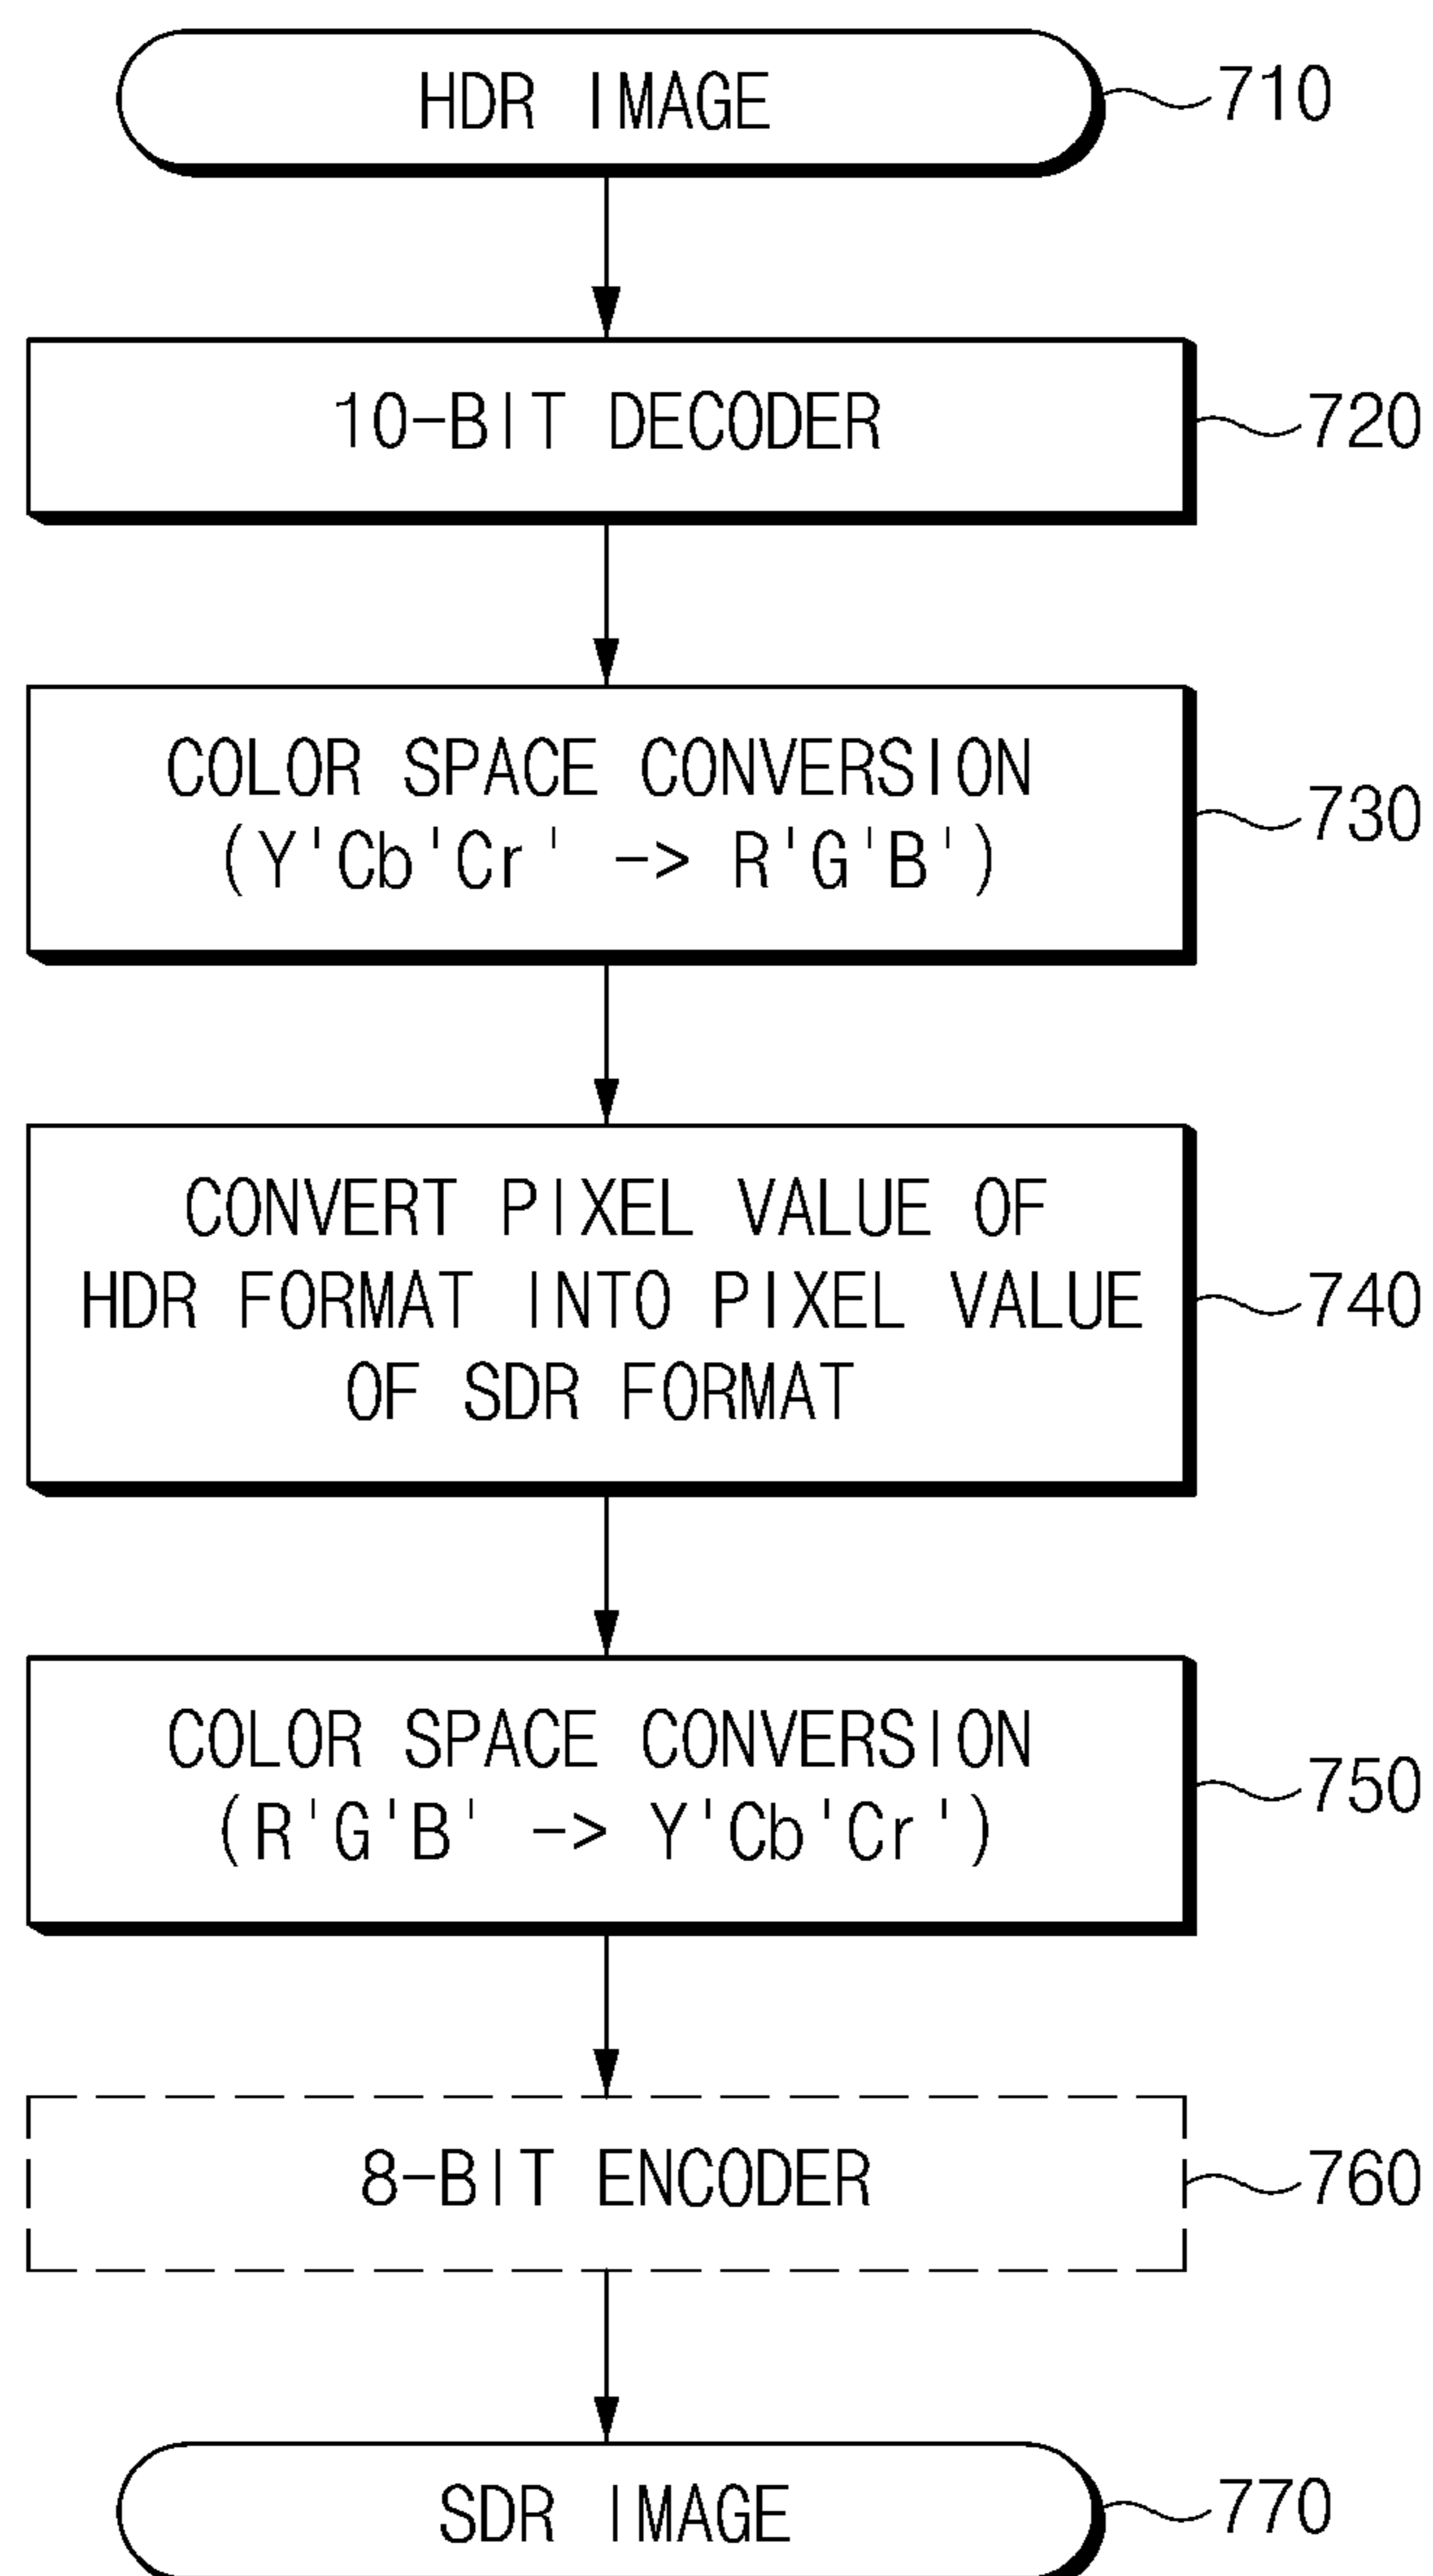 HDR IMAGE 710
10-BIT DECODER 720
COLOR SPACE CONVERSION
(Y'Cb'Cr' -> R'G'B') 730
CONVERT PIXEL VALUE OF
HDR FORMAT INTO PIXEL VALUE 740
OF SDR FORMAT
COLOR SPACE CONVERSION
(R'G'B' -> Y'Cb'Cr') 750
8-BIT ENCODER 760
SDR IMAGE 770